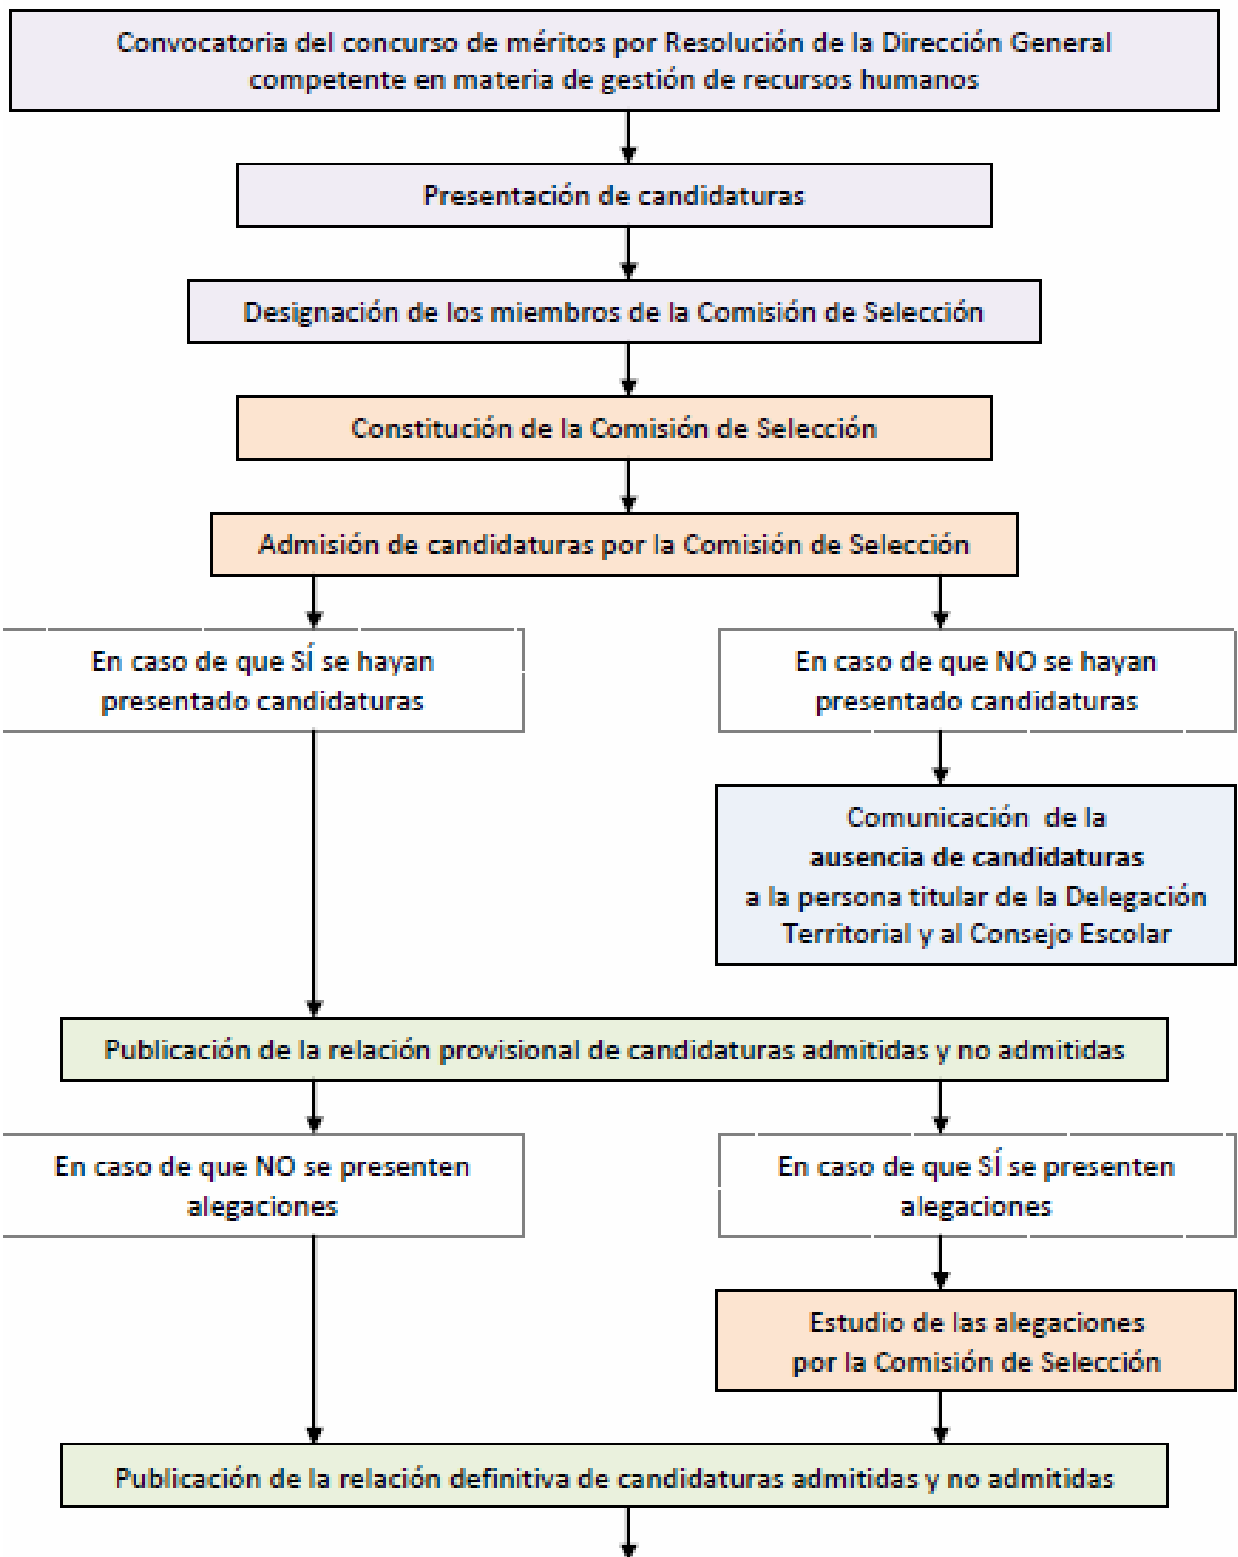 Convocatoria del concurso de méritos por Resolución de la Dirección General
competente en materia de gestión de recursos humanos
Presentación de candidaturas
Designación de los miembros de la Comisión de Selección
Constitución de la Comisión de Selección
Admisión de candidaturas por la Comisión de Selección
En caso de que SÍ se hayan
presentado candidaturas
En caso de que NO se hayan
presentado candidaturas
Comunicación de la
ausencia de candidaturas
a la persona titular de la Delegación
Territorial y al Consejo Escolar
Publicación de la relación provisional de candidaturas admitidas y no admitidas
En caso de que NO se presenten
alegaciones
En caso de que SÍ se presenten
alegaciones
Estudio de las alegaciones
por la Comisión de Selección
Publicación de la relación definitiva de candidaturas admitidas y no admitidas